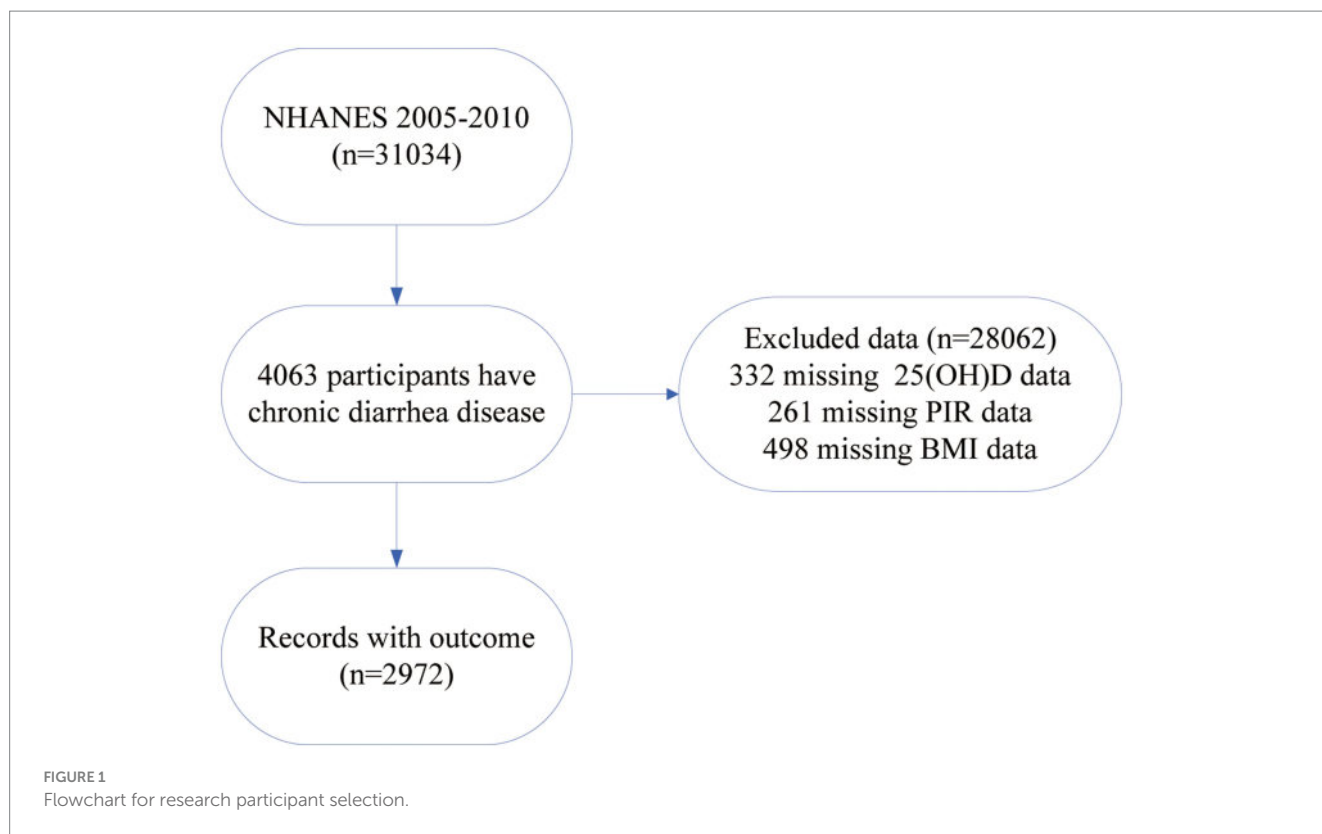 NHANES 2005-2010
(n=31034)
4063 participants have
chronic diarrhea disease
Excluded data (n=28062)
332 missing 25(OH)D data
261 missing PIR data
498 missing BMI data
Records with outcome
(n=2972)
FIGURE 1
Flowchart for research participant selection.